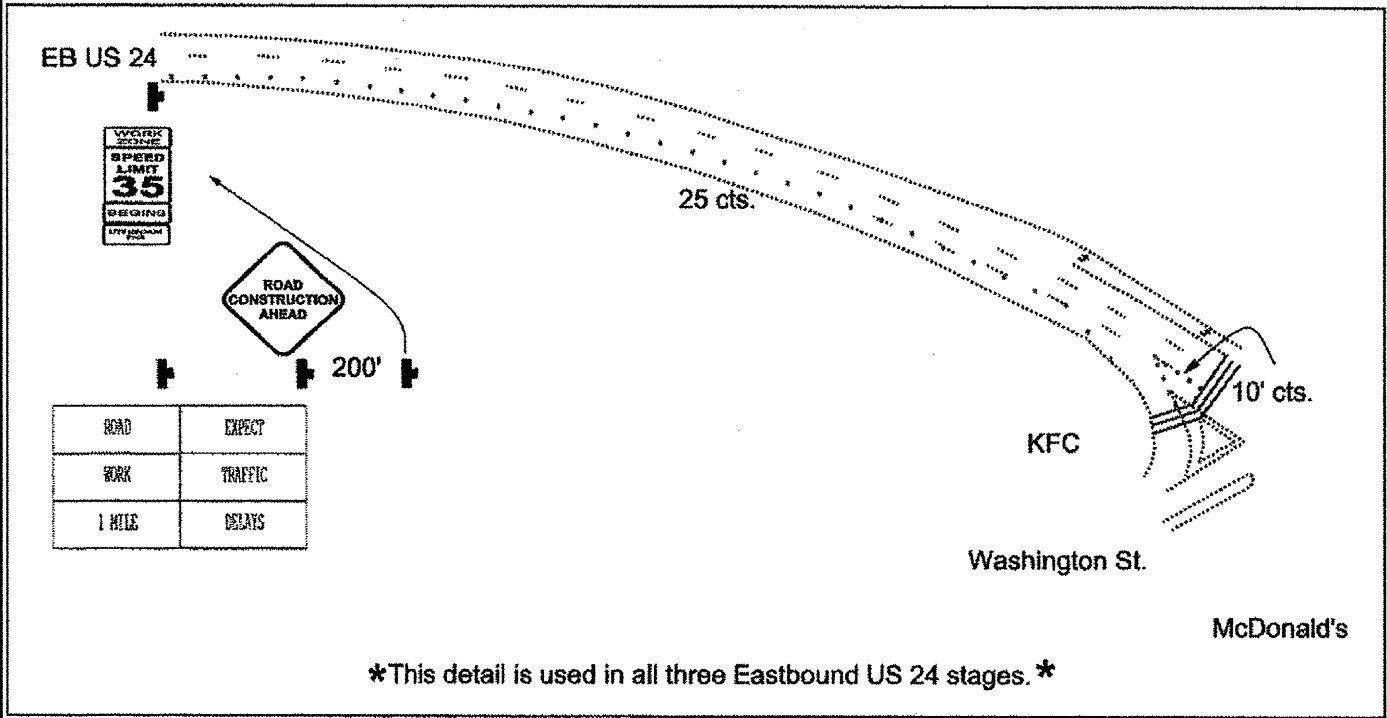 EB US 24
WORK
ZONE
SPEED
LIMIT
35
BEGINS
25 cts.
ROAD
CONSTRUCTION
AHEAD
200'
10' cts.
ROAD EXPECT
WORK TRAFFIC
1 MILE DELAYS
KFC
Washington St.
McDonald's
*This detail is used in all three Eastbound US 24 stages.*